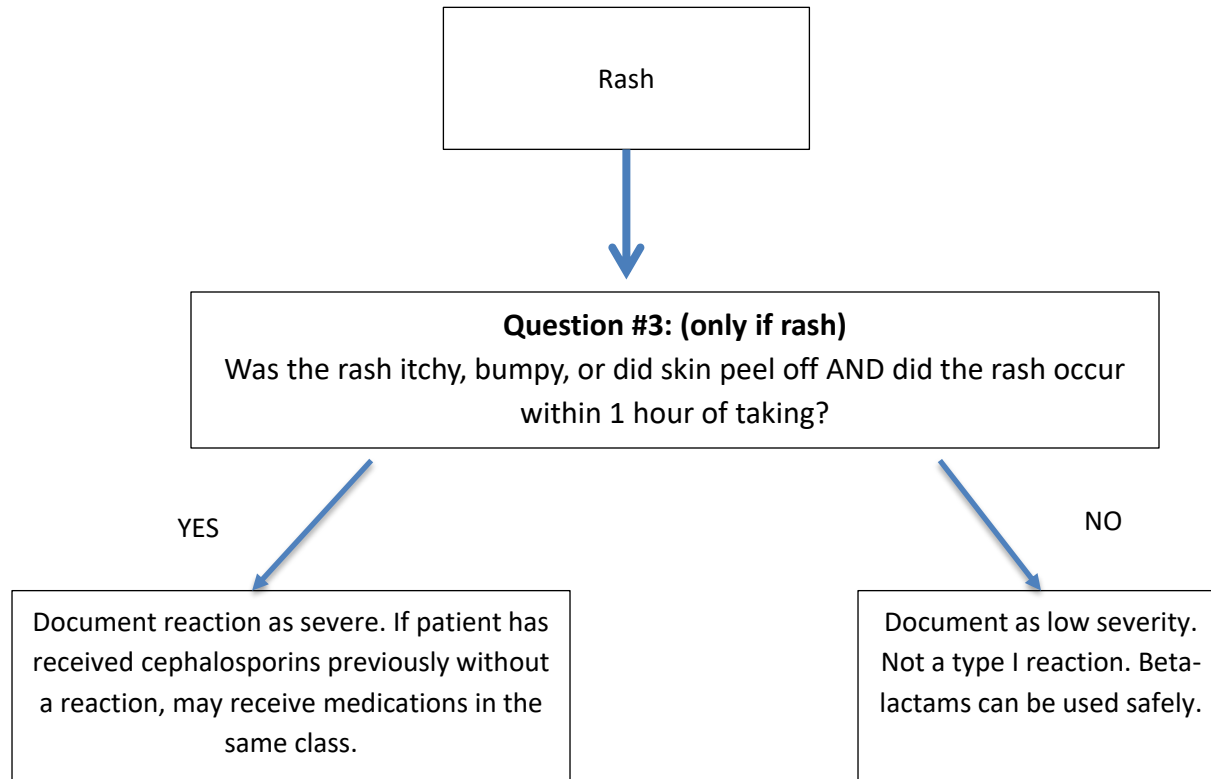 Rash
Question #3: (only if rash)
Was the rash itchy, bumpy, or did skin peel off AND did the rash occur
within 1 hour of taking?
YES
NO
Document reaction as severe. If patient has
received cephalosporins previously without
a reaction, may receive medications in the
same class.
Document as low severity.
Not a type I reaction. Beta-
lactams can be used safely.